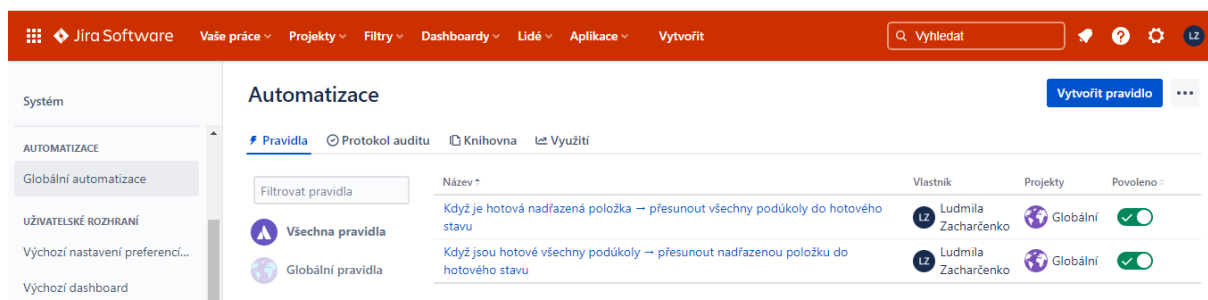 Jira Software Vaše práce Projekty Filtry Dashboardy Lidé Aplikace Vytvořit Vyhledat LZ
Systém
AUTOMATIZACE
Globální automatizace
UŽIVATELSKÉ ROZHRANÍ
Výchozí nastavení preferencí...
Výchozí dashboard
Automatizace
Vytvořit pravidlo
Pravidla Protokol auditu Knihovna Využití
Filtrovat pravidla
Všechna pravidla
Globální pravidla
Název Vlastník Projekty Povoleno
Když je hotová nadřazená položka → přesunout všechny podúkoly do hotového
stavu
LZ Ludmila
Zacharčenko
Globální
Když jsou hotové všechny podúkoly → přesunout nadřazenou položku do
hotového stavu
LZ Ludmila
Zacharčenko
Globální